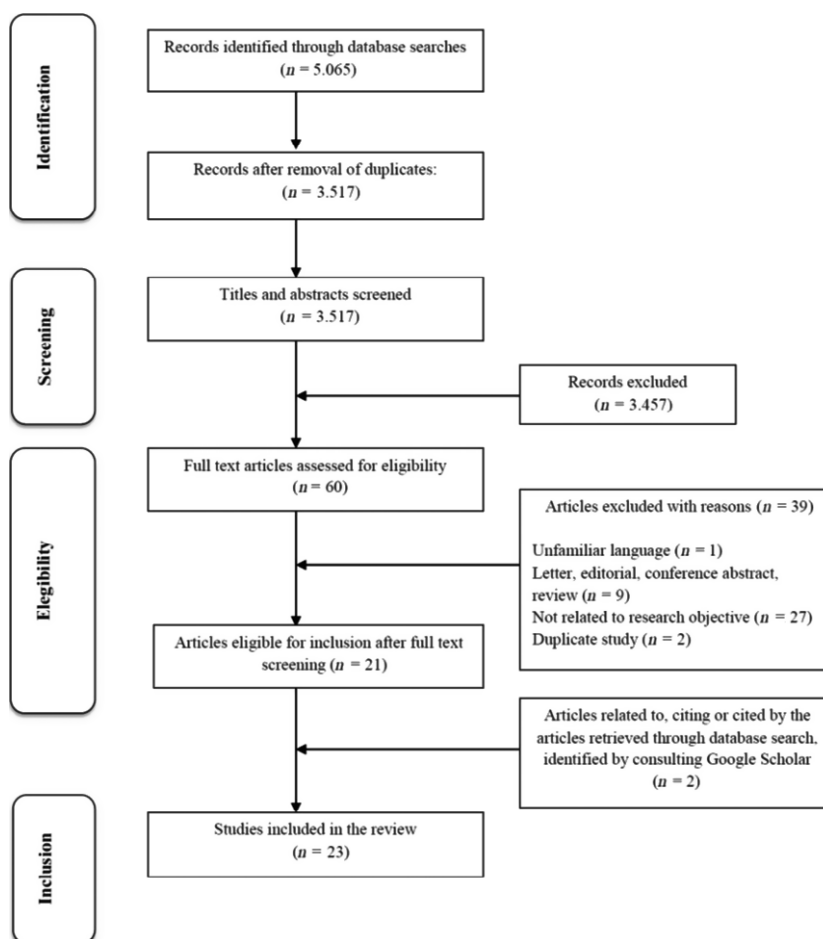 Identification
Records identified through database searches
(n = 5.065)
Records after removal of duplicates:
(n = 3.517)
Screening
Titles and abstracts screened
(n = 3.517)
Records excluded
(n = 3.457)
Elegibility
Full text articles assessed for eligibility
(n = 60)
Articles excluded with reasons (n = 39)
Unfamiliar language (n = 1)
Letter, editorial, conference abstract,
review (n = 9)
Not related to research objective (n = 27)
Duplicate study (n = 2)
Articles eligible for inclusion after full text
screening (n = 21)
Articles related to, citing or cited by the
articles retrieved through database search,
identified by consulting Google Scholar
(n = 2)
Inclusion
Studies included in the review
(n = 23)